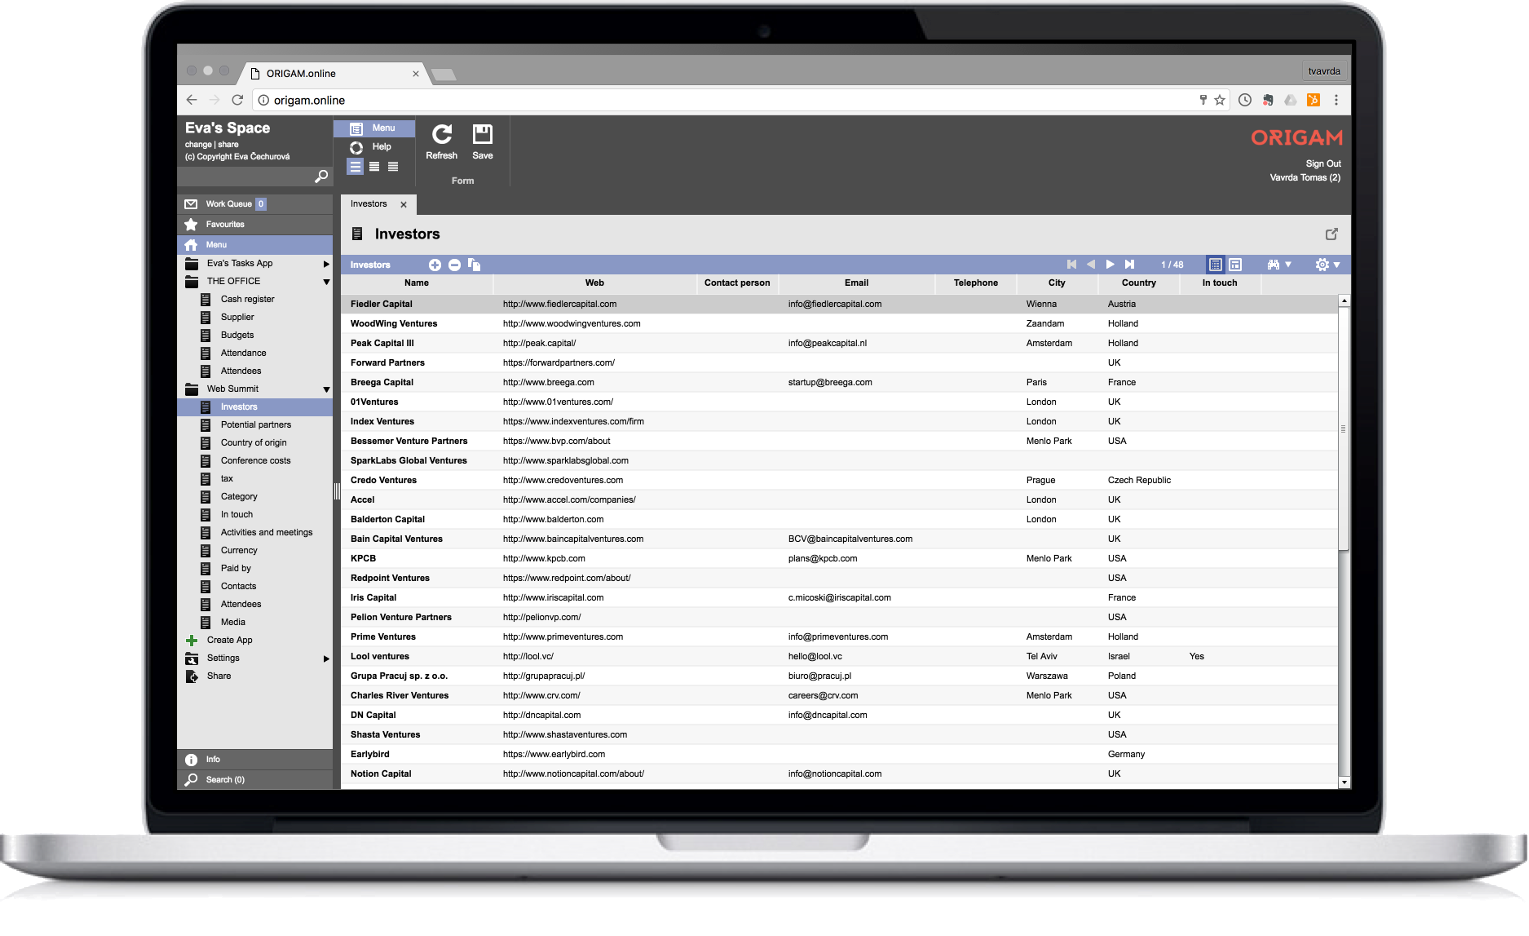 ORIGAM.online
tvavrda
origam.online
Eva's Space
change | share
(c) Copyright Eva Čechurová
Menu
Help
Refresh
Save
Form
ORIGAM
Sign Out
Vavrda Tomas (2)
Work Queue 0
Favourites
Menu
Eva's Tasks App
THE OFFICE
Cash register
Supplier
Budgets
Attendance
Attendees
Web Summit
Investors
Potential partners
Country of origin
Conference costs
tax
Category
In touch
Activities and meetings
Currency
Paid by
Contacts
Attendees
Media
Create App
Settings
Share
Info
Search (0)
Investors
Investors
Investors 1 / 48
Name Web Contact person Email Telephone City Country In touch
Fiedler Capital http://www.fiedlercapital.com info@fiedlercapital.com Wienna Austria
WoodWing Ventures http://www.woodwingventures.com Zaandam Holland
Peak Capital III http://peak.capital/ info@peakcapital.nl Amsterdam Holland
Forward Partners https://forwardpartners.com/ UK
Breega Capital http://www.breega.com startup@breega.com Paris France
01Ventures http://www.01ventures.com/ London UK
Index Ventures https://www.indexventures.com/firm London UK
Bessemer Venture Partners https://www.bvp.com/about Menlo Park USA
SparkLabs Global Ventures http://www.sparklabsglobal.com
Credo Ventures http://www.credoventures.com Prague Czech Republic
Accel http://www.accel.com/companies/ London UK
Balderton Capital http://www.balderton.com London UK
Bain Capital Ventures http://www.baincapitalventures.com BCV@baincapitalventures.com UK
KPCB http://www.kpcb.com plans@kpcb.com Menlo Park USA
Redpoint Ventures https://www.redpoint.com/about/ USA
Iris Capital http://www.iriscapital.com c.micoski@iriscapital.com France
Pelion Venture Partners http://pelionvp.com/ USA
Prime Ventures http://www.primeventures.com info@primeventures.com Amsterdam Holland
Lool ventures http://lool.vc/ hello@lool.vc Tel Aviv Israel Yes
Grupa Pracuj sp. z o.o. http://grupapracuj.pl/ biuro@pracuj.pl Warszawa Poland
Charles River Ventures http://www.crv.com/ careers@crv.com Menlo Park USA
DN Capital http://dncapital.com info@dncapital.com UK
Shasta Ventures http://www.shastaventures.com USA
Earlybird https://www.earlybird.com Germany
Notion Capital http://www.notioncapital.com/about/ info@notioncapital.com UK